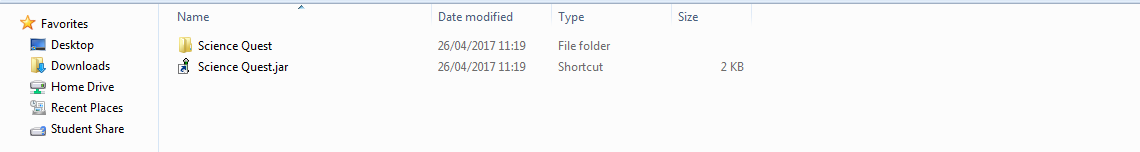 Favorites
Desktop
Downloads
Home Drive
Recent Places
Student Share
Name Date modified Type Size
Science Quest 26/04/2017 11:19 File folder
Science Quest.jar 26/04/2017 11:19 Shortcut 2 KB